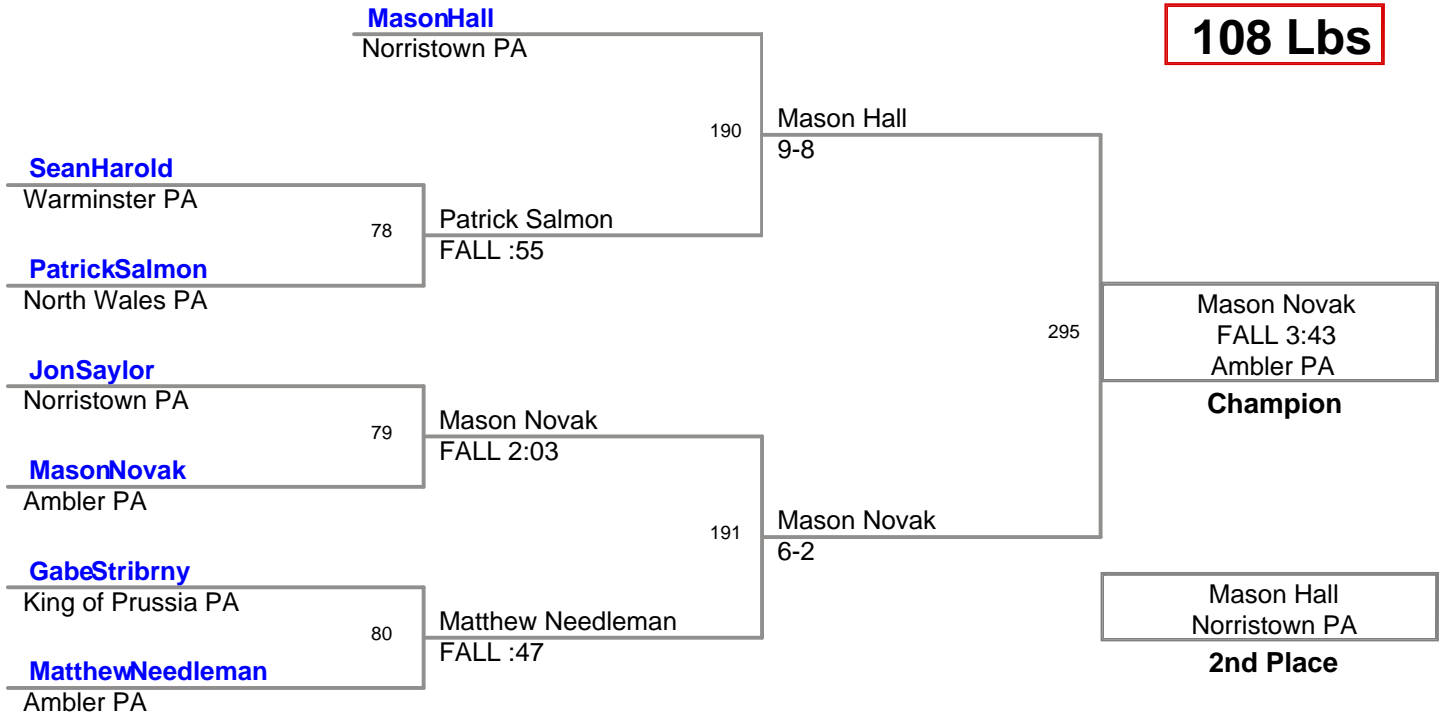 MasonHall
Norristown PA
108 Lbs
190
Mason Hall
9-8
SeanHarold
Warminster PA
78
Patrick Salmon
FALL :55
PatrickSalmon
North Wales PA
295
Mason Novak
FALL 3:43
Ambler PA
Champion
JonSaylor
Norristown PA
79
Mason Novak
FALL 2:03
MasonNovak
Ambler PA
191
Mason Novak
6-2
GabeStribrny
King of Prussia PA
80
Matthew Needleman
FALL :47
MatthewNeedleman
Ambler PA
Mason Hall
Norristown PA
2nd Place